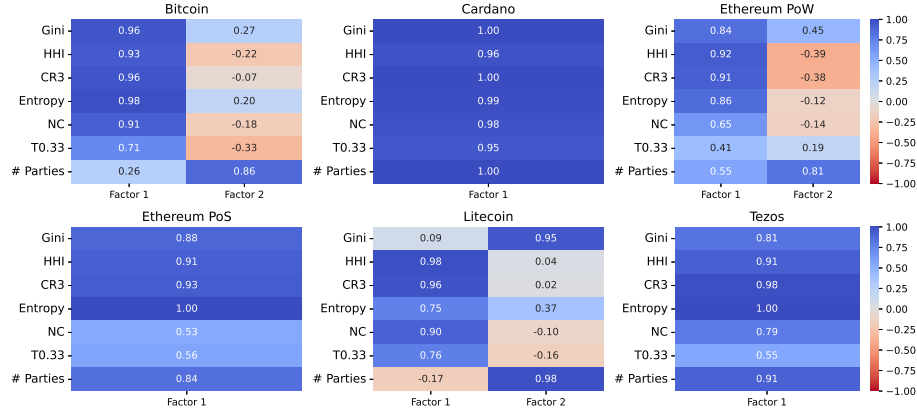 Bitcoin
Gini 0.96 0.27
HHI 0.93 -0.22
CR3 0.96 -0.07
Entropy 0.98 0.20
NC 0.91 -0.18
T0.33 0.71 -0.33
# Parties 0.26 0.86
Factor 1 Factor 2
Cardano
Gini 1.00
HHI 0.96
CR3 1.00
Entropy 0.99
NC 0.98
T0.33 0.95
# Parties 1.00
Factor 1
Ethereum PoW
Gini 0.84 0.45
HHI 0.92 -0.39
CR3 0.91 -0.38
Entropy 0.86 -0.12
NC 0.65 -0.14
T0.33 0.41 0.19
# Parties 0.55 0.81
Factor 1 Factor 2
1.00
0.75
0.50
0.25
0.00
−0.25
−0.50
−0.75
−1.00
Ethereum PoS
Gini 0.88
HHI 0.91
CR3 0.93
Entropy 1.00
NC 0.53
T0.33 0.56
# Parties 0.84
Factor 1
Litecoin
Gini 0.09 0.95
HHI 0.98 0.04
CR3 0.96 0.02
Entropy 0.75 0.37
NC 0.90 -0.10
T0.33 0.76 -0.16
# Parties -0.17 0.98
Factor 1 Factor 2
Tezos
Gini 0.81
HHI 0.91
CR3 0.98
Entropy 1.00
NC 0.79
T0.33 0.55
# Parties 0.91
Factor 1
1.00
0.75
0.50
0.25
0.00
−0.25
−0.50
−0.75
−1.00